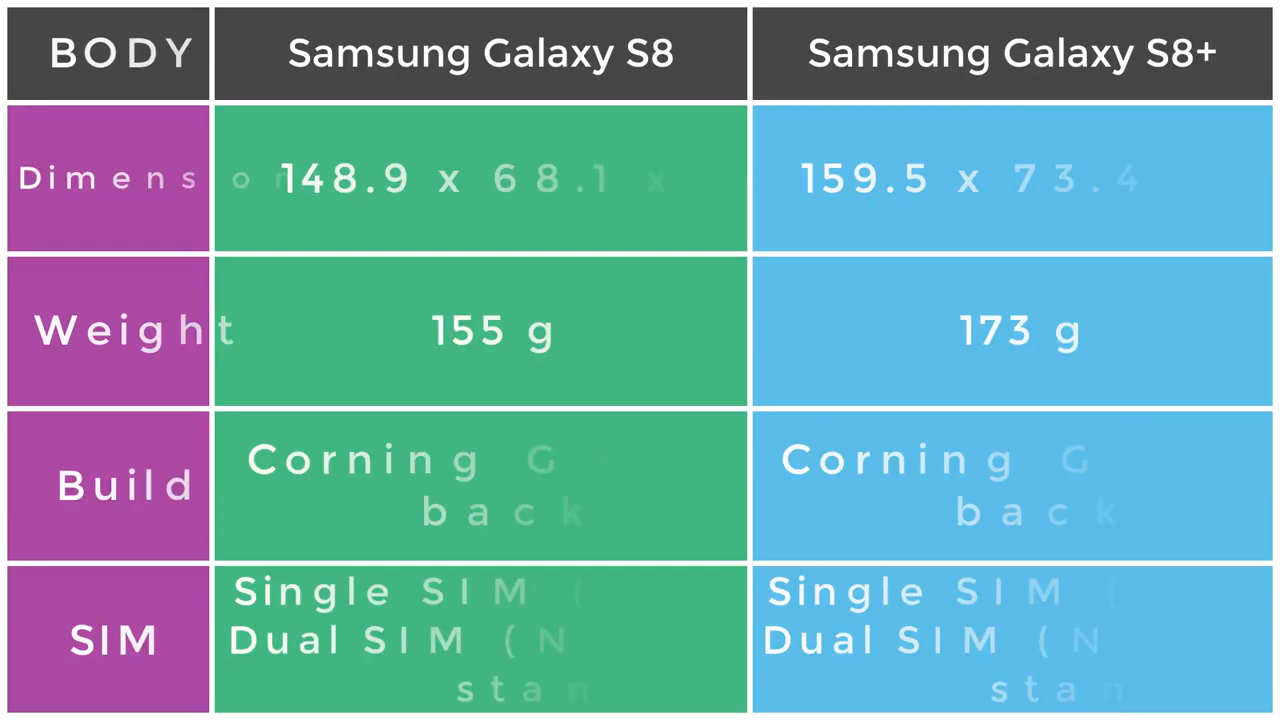 BODY
Samsung Galaxy S8
Samsung Galaxy S8+
148.9 x 68.1 x
159.5 x 73.4
Weight
155 g
173 g
Build
Corning
back
Corning
back
SIM
Single SIM (
Dual SIM (N
Single SIM (
Dual SIM (N